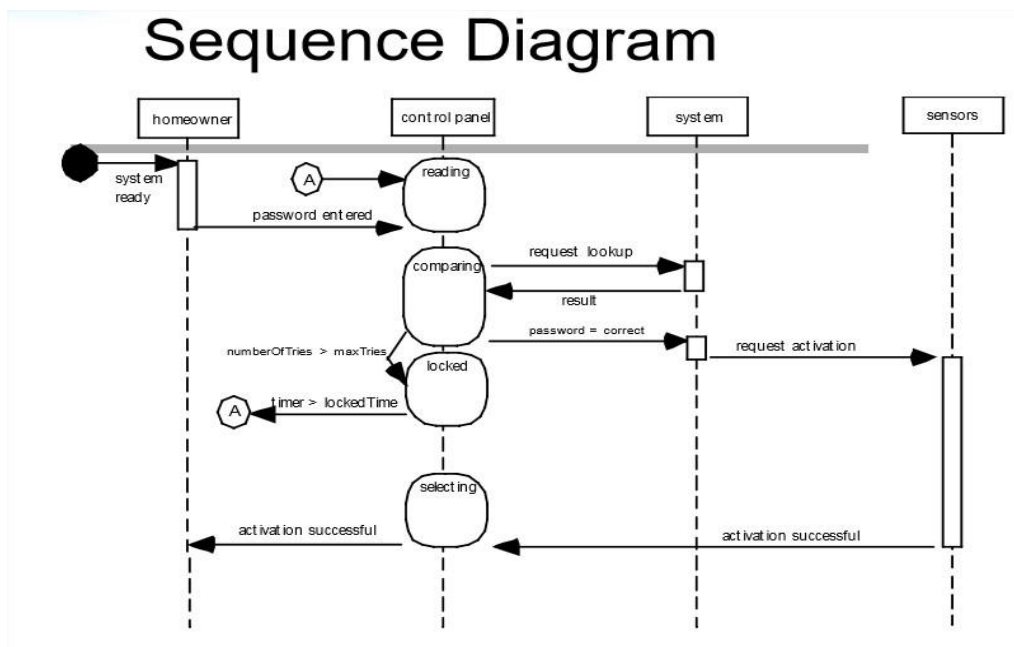 Sequence Diagram
homeowner
control panel
system
sensors
system
ready
A
reading
password entered
comparing
request lookup
result
password = correct
numberOfTries > maxTries
request activation
locked
A
timer > lockedTime
selecting
activation successful
activation successful